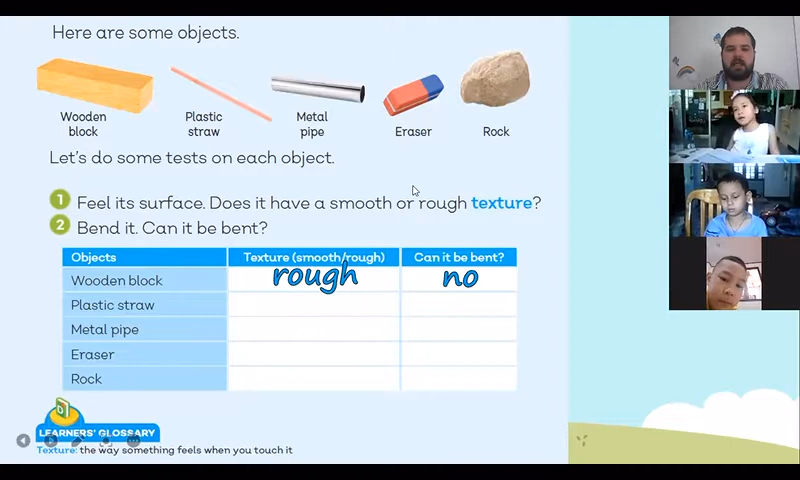 Here are some objects.
Wooden block
Plastic straw
Metal pipe
Eraser
Rock
Let's do some tests on each object.
1 Feel its surface. Does it have a smooth or rough texture?
2 Bend it. Can it be bent?
Objects Texture (smooth/rough) Can it be bent?
Wooden block rough no
Plastic straw
Metal pipe
Eraser
Rock
LEARNERS' GLOSSARY
Texture: the way something feels when you touch it